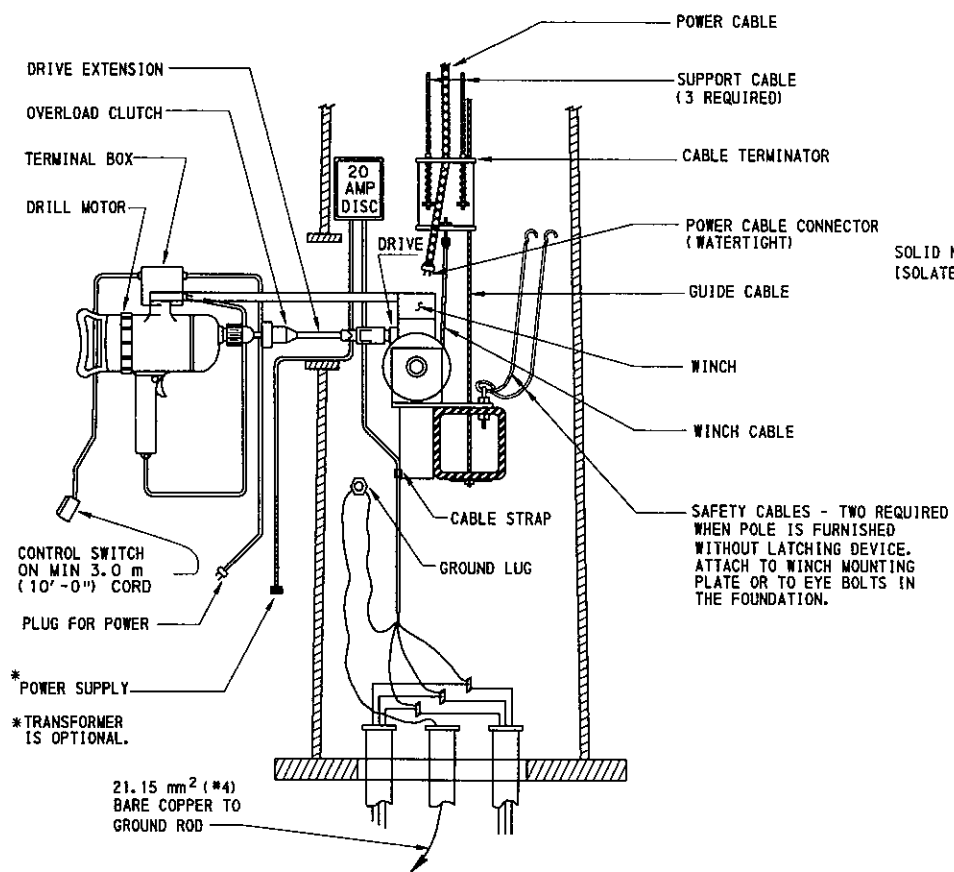 POWER CABLE
DRIVE EXTENSION
SUPPORT CABLE
(3 REQUIRED)
OVERLOAD CLUTCH
TERMINAL BOX
CABLE TERMINATOR
20
AMP
DISC
DRILL MOTOR
POWER CABLE CONNECTOR
(WATERTIGHT)
DRIVE
SOLID
GUIDE CABLE
WINCH
WINCH CABLE
CABLE STRAP
SAFETY CABLES - TWO REQUIRED
WHEN POLE IS FURNISHED
WITHOUT LATCHING DEVICE.
ATTACH TO WINCH MOUNTING
PLATE OR TO EYE BOLTS IN
THE FOUNDATION.
CONTROL SWITCH
ON MIN 3.0 m
(10'-0") CORD
GROUND LUG
PLUG FOR POWER
*POWER SUPPLY
*TRANSFORMER
IS OPTIONAL.
21.15 mm² (#4)
BARE COPPER TO
GROUND ROD